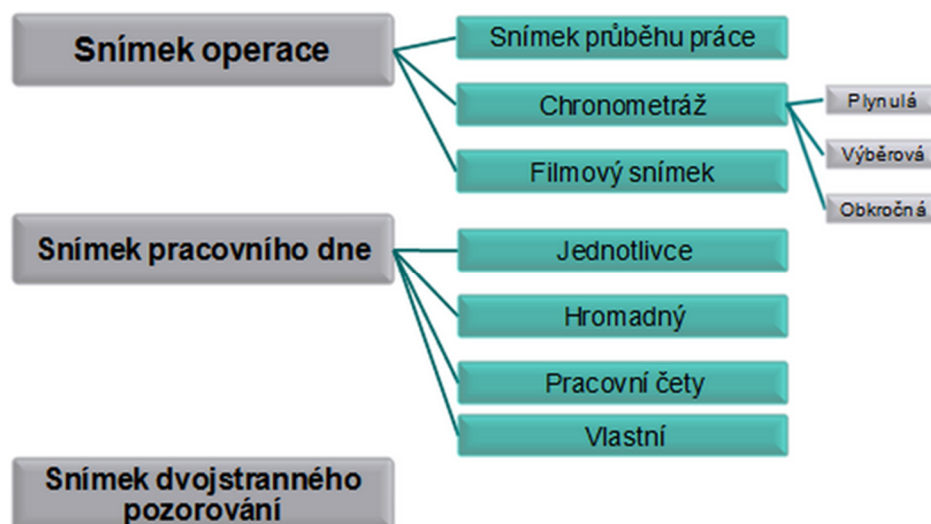 Snímek operace
Snímek průběhu práce
Chronometráž
Plynulá
Výběrová
Obkročná
Filmový snímek
Snímek pracovního dne
Jednotlivce
Hromadný
Pracovní čety
Vlastní
Snímek dvojstranného
pozorování